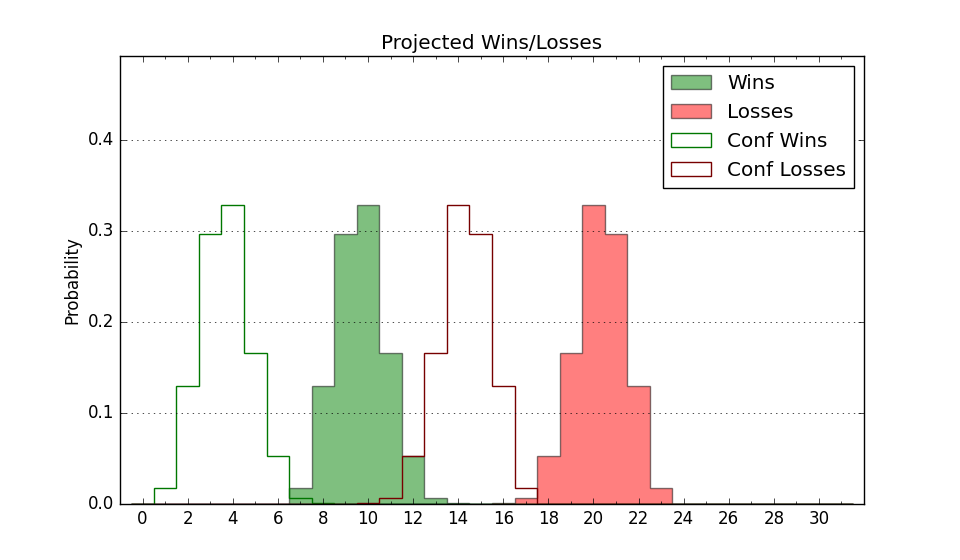 Projected Wins/Losses
Wins
Losses
Conf Wins
Conf Losses
Probability
0.4
0.3
0.2
0.1
0.0
0 2 4 6 8 10 12 14 16 18 20 22 24 26 28 30